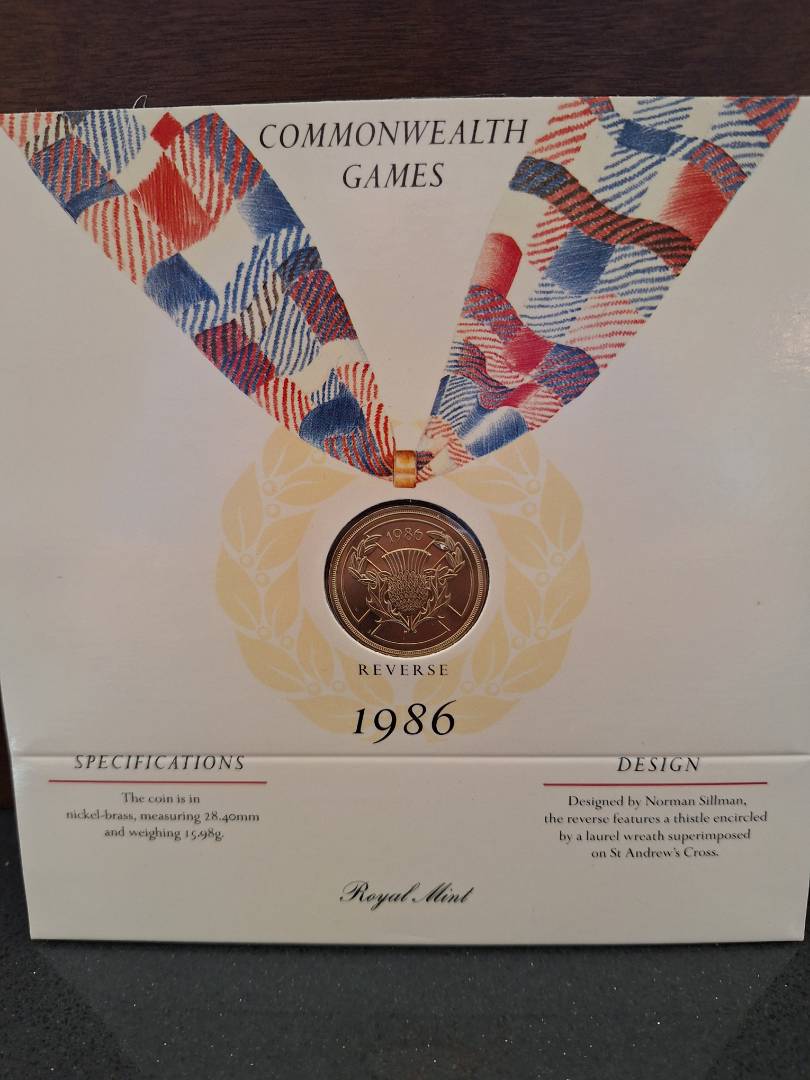 COMMONWEALTH
GAMES
1986
REVERSE
1986
SPECIFICATIONS
The coin is in
nickel-brass, measuring 28.40mm
and weighing 15.98g.
DESIGN
Designed by Norman Sillman,
the reverse features a thistle encircled
by a laurel wreath superimposed
on St Andrew's Cross.
Royal Mint